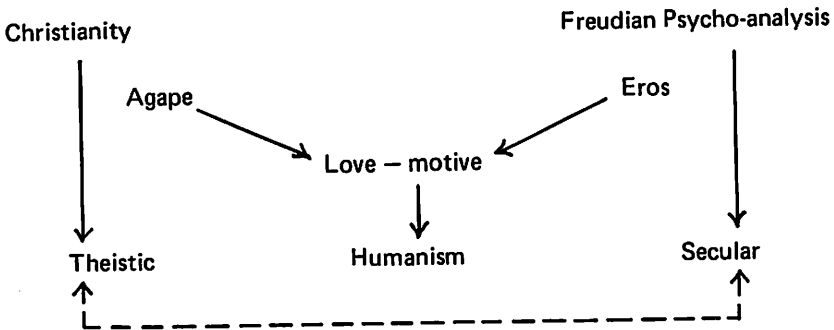 Christianity
Freudian Psycho-analysis
Agape
Eros
Love – motive
Theistic
Humanism
Secular